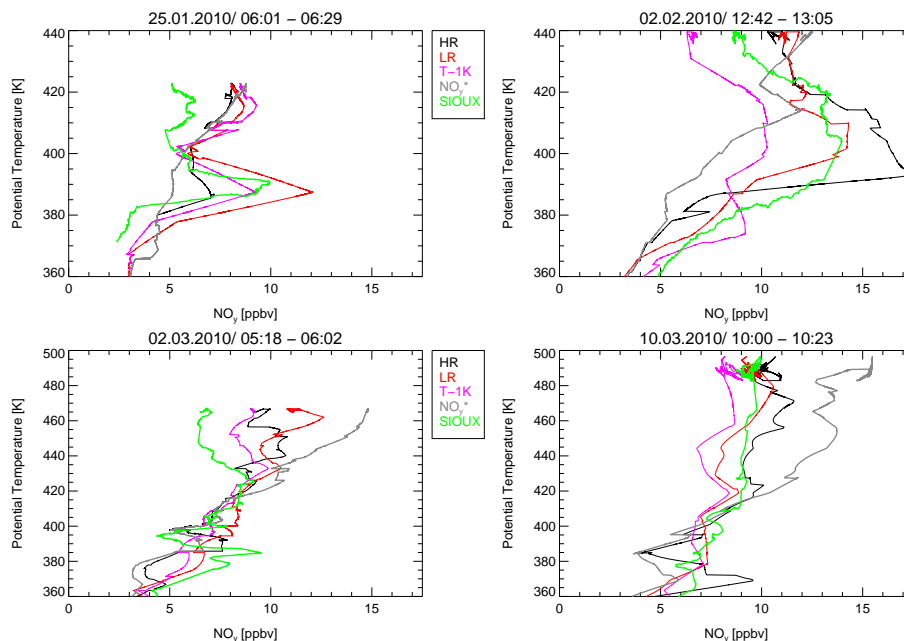 25.01.2010/ 06:01 − 06:29
Potential Temperature [K]
440
420
400
380
360
0
5
10
15
NOy [ppbv]
HR
LR
T−1K
NOy*
SIOUX
02.02.2010/ 12:42 − 13:05
Potential Temperature [K]
440
420
400
380
360
0
5
10
15
NOy [ppbv]
02.03.2010/ 05:18 − 06:02
Potential Temperature [K]
500
480
460
440
420
400
380
360
0
5
10
15
NOy [ppbv]
HR
LR
T−1K
NOy*
SIOUX
10.03.2010/ 10:00 − 10:23
Potential Temperature [K]
500
480
460
440
420
400
380
360
0
5
10
15
NOy [ppbv]